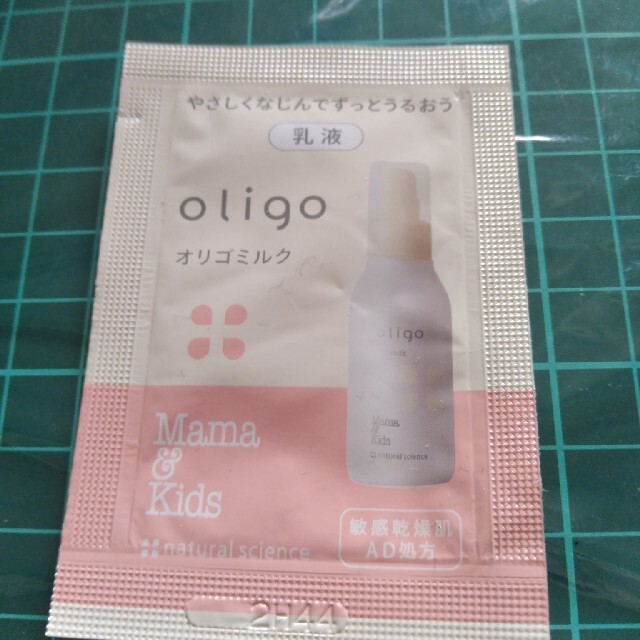 やさしくなじんでずっとうるおう
乳液
oligo
オリゴミルク
oligo
milk
Mama
&
Kids
natural science
Mama
&
Kids
natural science
敏感乾燥肌
AD処方
2H44